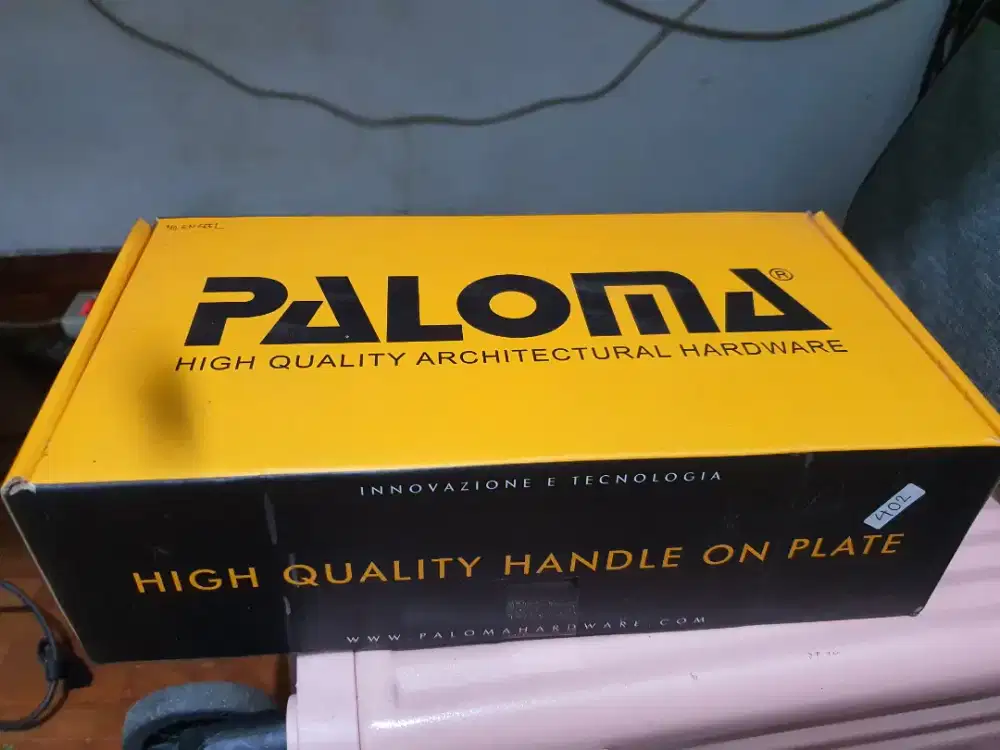 PALOMA®
HIGH QUALITY ARCHITECTURAL HARDWARE
INNOVAZIONE E TECNOLOGIA
402
HIGH QUALITY HANDLE ON PLATE
WWW.PALOMAHARDWARE.COM